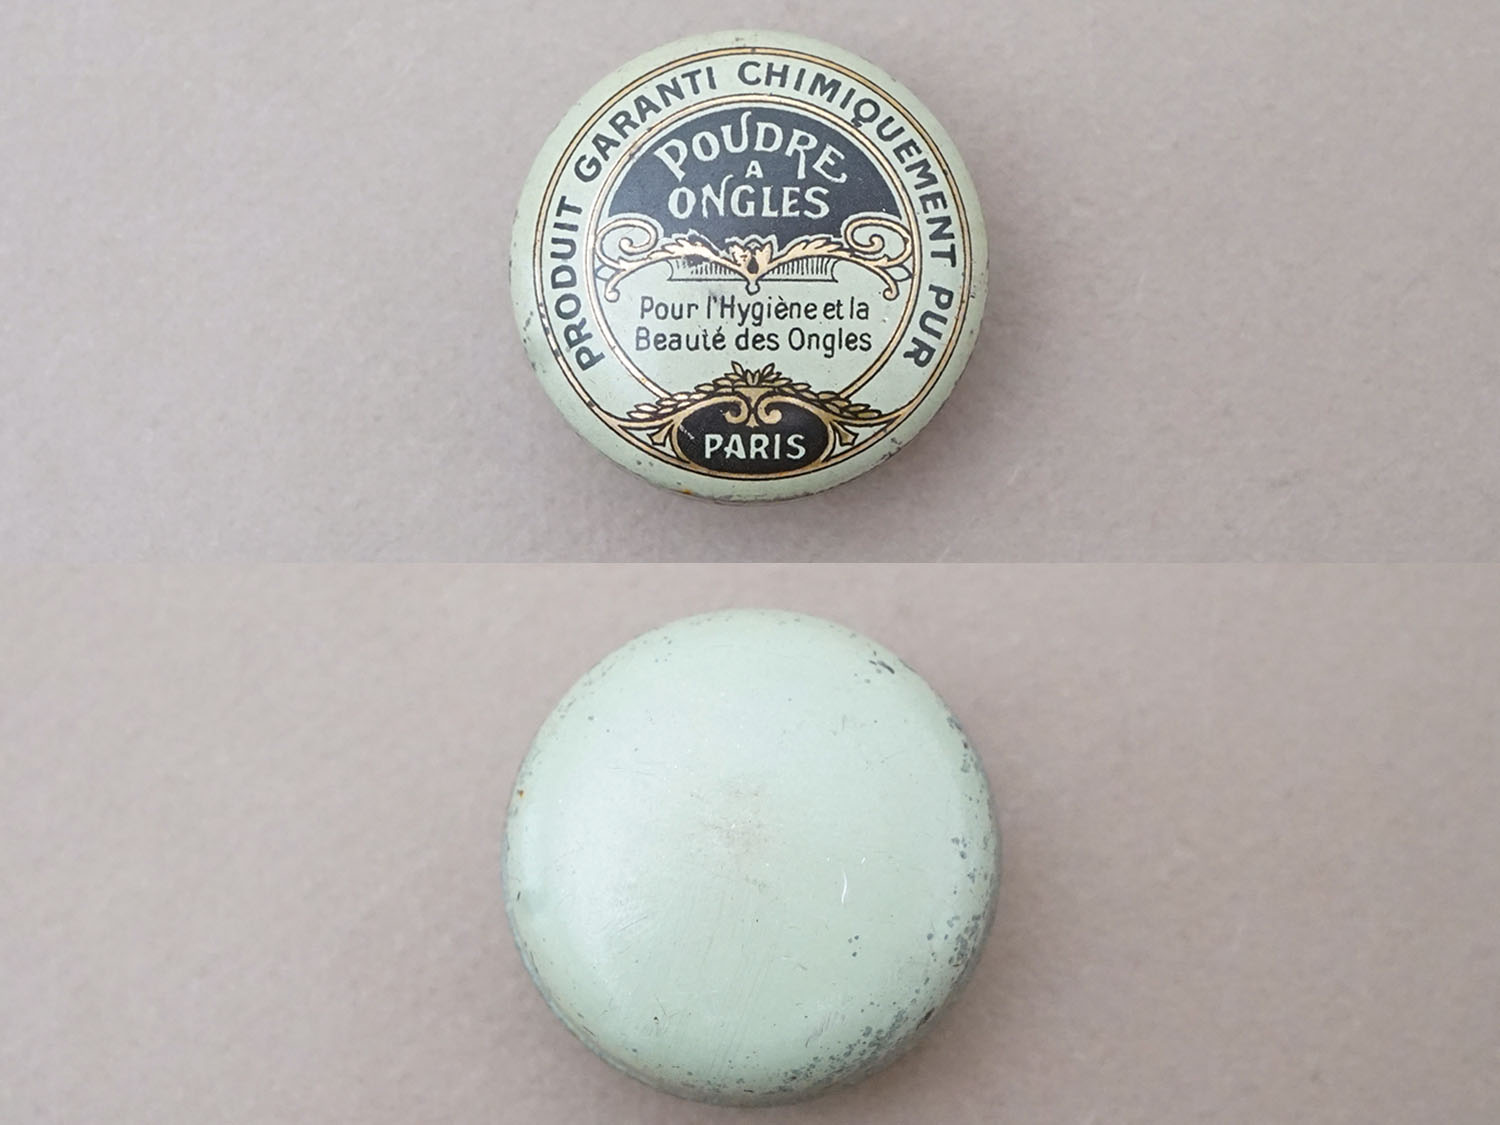 PRODUIT GARANTI CHIMIQUEMENT PUR
POUDRE
A
ONGLES
Pour l'Hygiène et la
Beauté des Ongles
PARIS